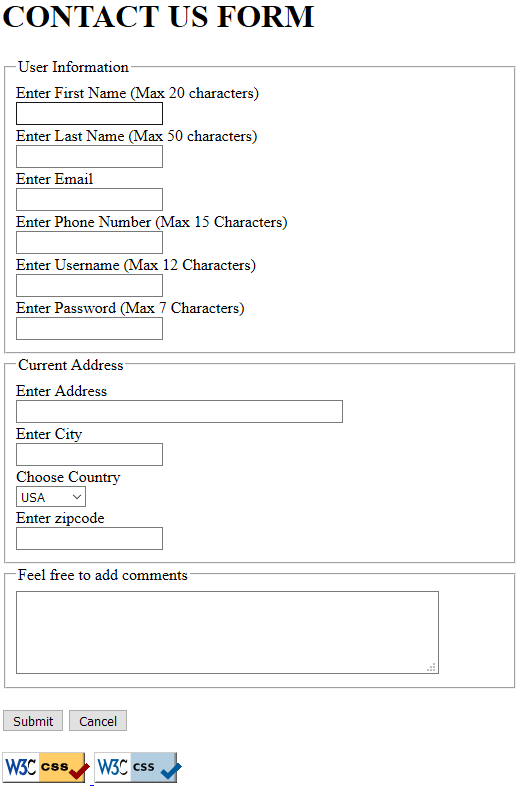 CONTACT US FORM
User Information
Enter First Name (Max 20 characters)
Enter Last Name (Max 50 characters)
Enter Email
Enter Phone Number (Max 15 Characters)
Enter Username (Max 12 Characters)
Enter Password (Max 7 Characters)
Current Address
Enter Address
Enter City
Choose Country
USA
Enter zipcode
Feel free to add comments
Submit Cancel
W3C css W3C css